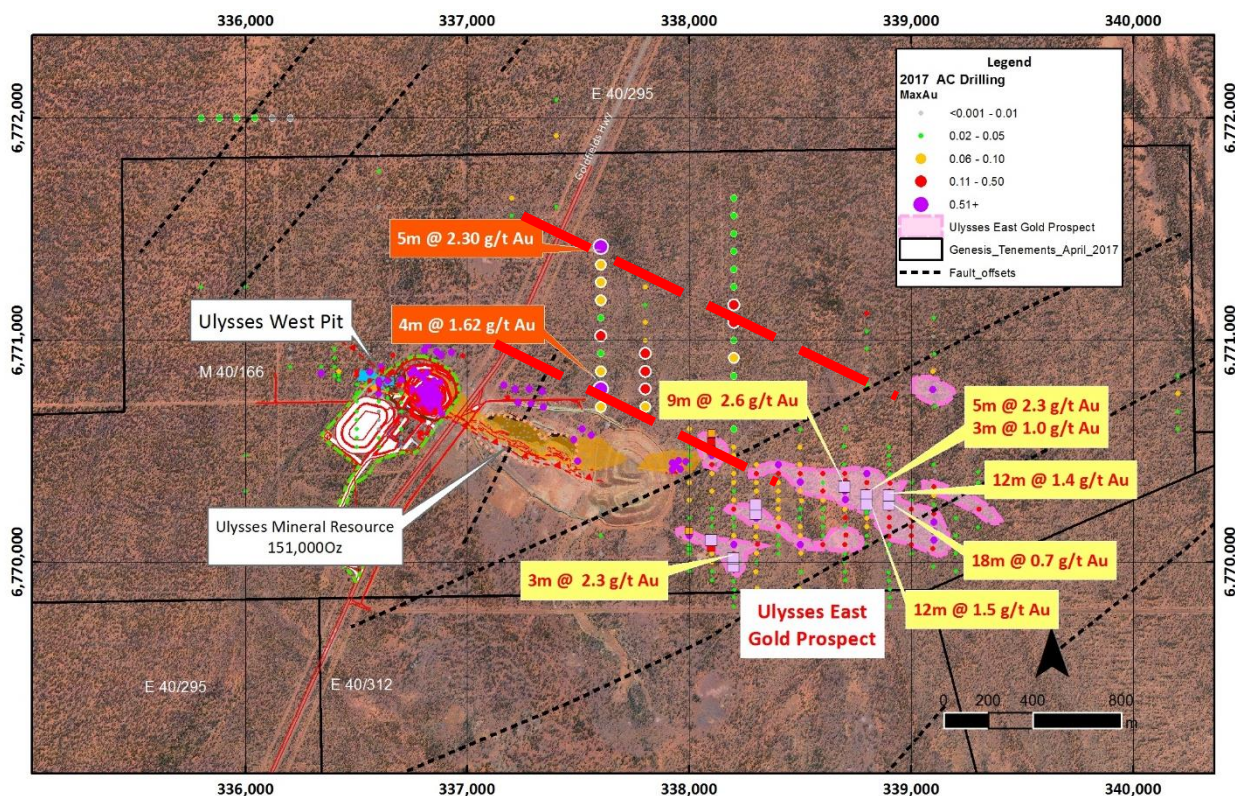 336,000
337,000
338,000
339,000
340,000
6,772,000
6,771,000
6,770,000
6,772,000
6,771,000
6,770,000
E 40/295
Goldfields HWY
Legend
2017 AC Drilling
MaxAu
<0.001 - 0.01
0.02 - 0.05
0.06 - 0.10
0.11 - 0.50
0.51+
Ulysses East Gold Prospect
Genesis_Tenements_April_2017
Fault_offsets
5m @ 2.30 g/t Au
Ulysses West Pit
4m @ 1.62 g/t Au
M 40/166
9m @ 2.6 g/t Au
5m @ 2.3 g/t Au
3m @ 1.0 g/t Au
12m @ 1.4 g/t Au
Ulysses Mineral Resource
151,000Oz
18m @ 0.7 g/t Au
3m @ 2.3 g/t Au
12m @ 1.5 g/t Au
Ulysses East
Gold Prospect
E 40/295
E 40/312
0 200 400 800
m
336,000
337,000
338,000
339,000
340,000